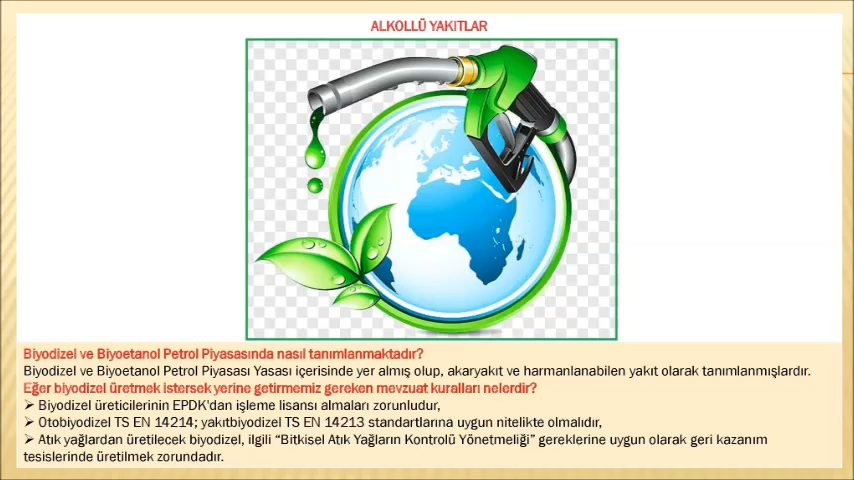 ALKOLLÜ YAKITLAR
Biyodizel ve Biyoetanol Petrol Piyasasında nasıl tanımlanmaktadır?
Biyodizel ve Biyoetanol Petrol Piyasası Yasası içerisinde yer almış olup, akaryakıt ve harmanlanabilen yakıt olarak tanımlanmışlardır.
Eğer biyodizel üretmek istersek yerine getirmemiz gereken mevzuat kuralları nelerdir?
➢ Biyodizel üreticilerinin EPDK'dan işleme lisansı almaları zorunludur,
➢ Otobiyodizel TS EN 14214; yakıtbiyodizel TS EN 14213 standartlarına uygun nitelikte olmalıdır,
➢ Atık yağlardan üretilecek biyodizel, ilgili “Bitkisel Atık Yağların Kontrolü Yönetmeliği” gereklerine uygun olarak geri kazanım
tesislerinde üretilmek zorundadır.